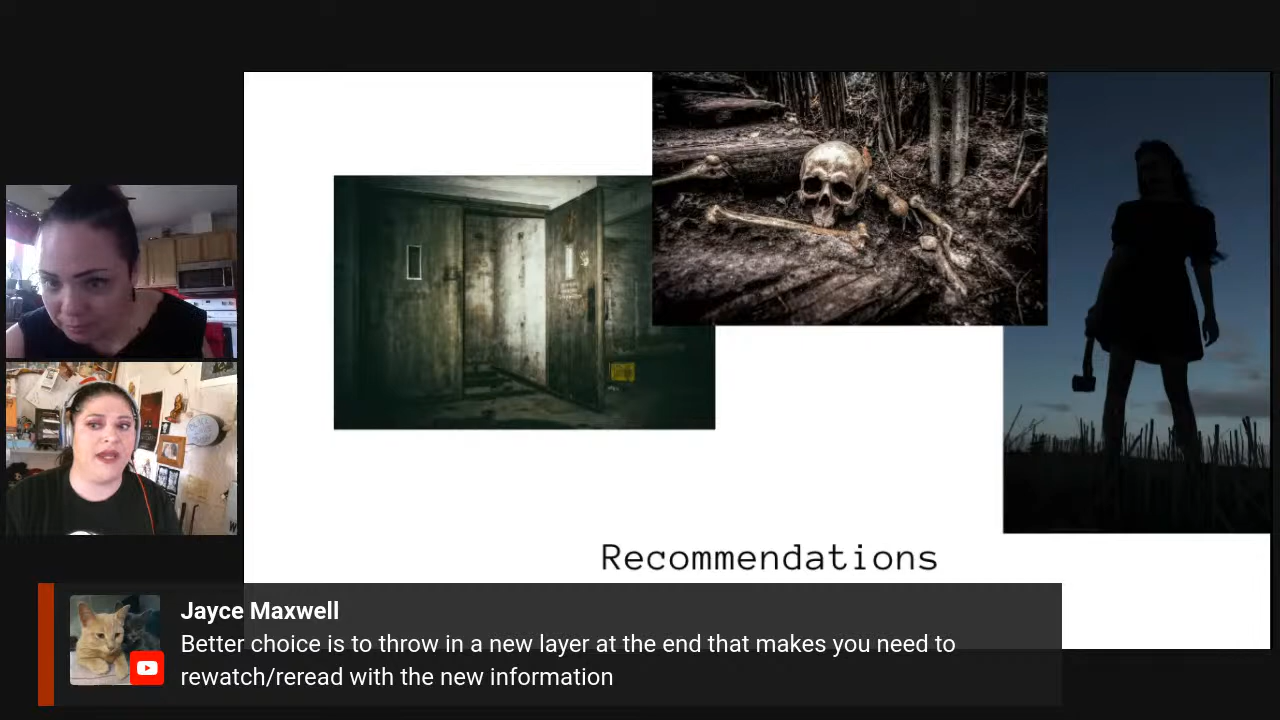 Recommendations
Jayce Maxwell
Better choice is to throw in a new layer at the end that makes you need to
rewatch/reread with the new information